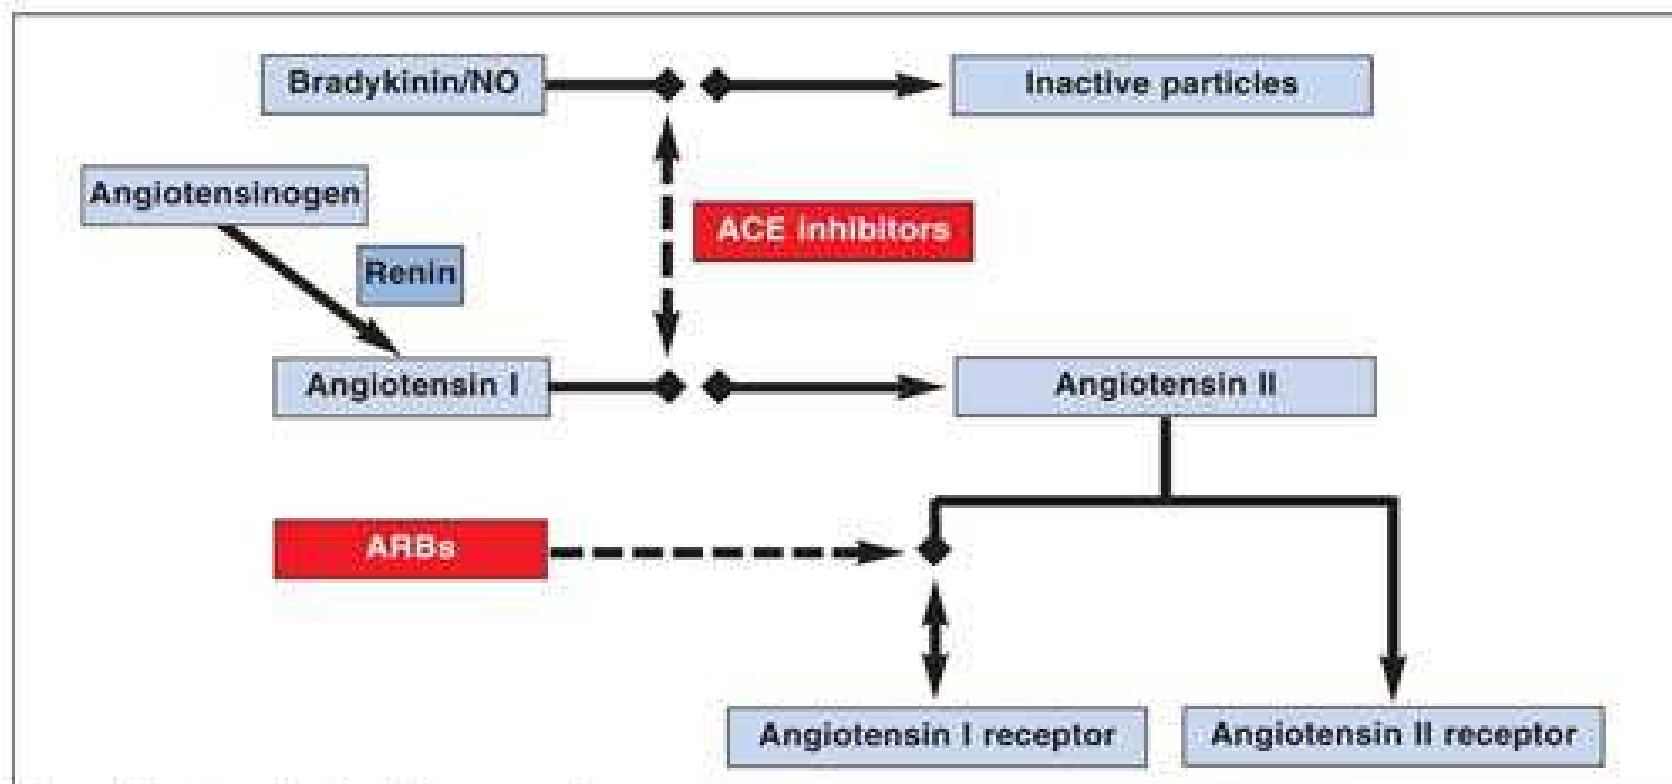 Bradykinin/NO
Inactive particles
Angiotensinogen
ACE inhibitors
Renin
Angiotensin I
Angiotensin II
ARBs
Angiotensin I receptor
Angiotensin II receptor